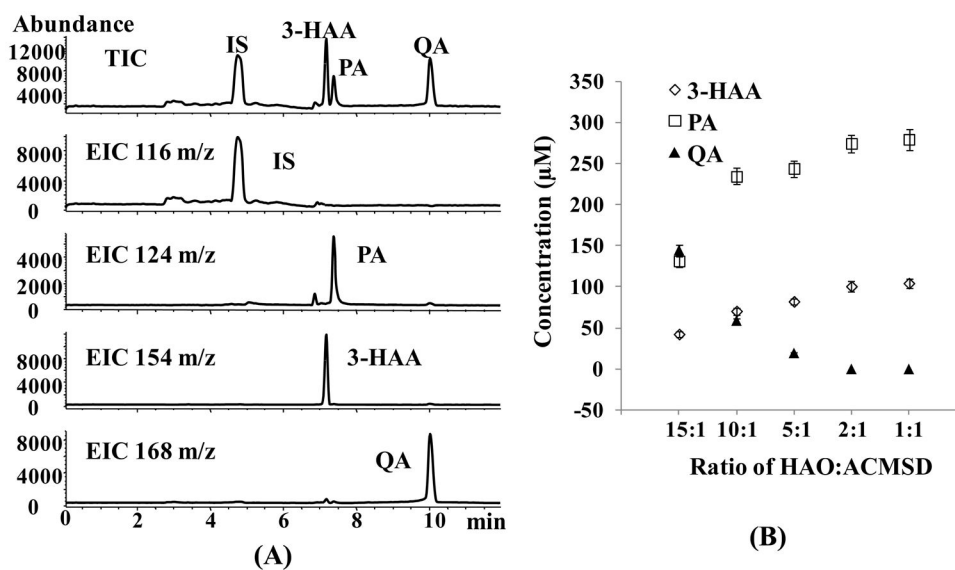 Abundance
12000
8000
4000
TIC
IS
3-HAA
PA
QA
8000
4000
0
EIC 116 m/z
IS
4000
2000
0
EIC 124 m/z
PA
8000
4000
0
EIC 154 m/z
3-HAA
8000
4000
0
EIC 168 m/z
QA
0 2 4 6 8 10 min
(A)
3-HAA
PA
QA
Concentration (μM)
350
300
250
200
150
100
50
0
-50
15:1 10:1 5:1 2:1 1:1
Ratio of HAO:ACMSD
(B)